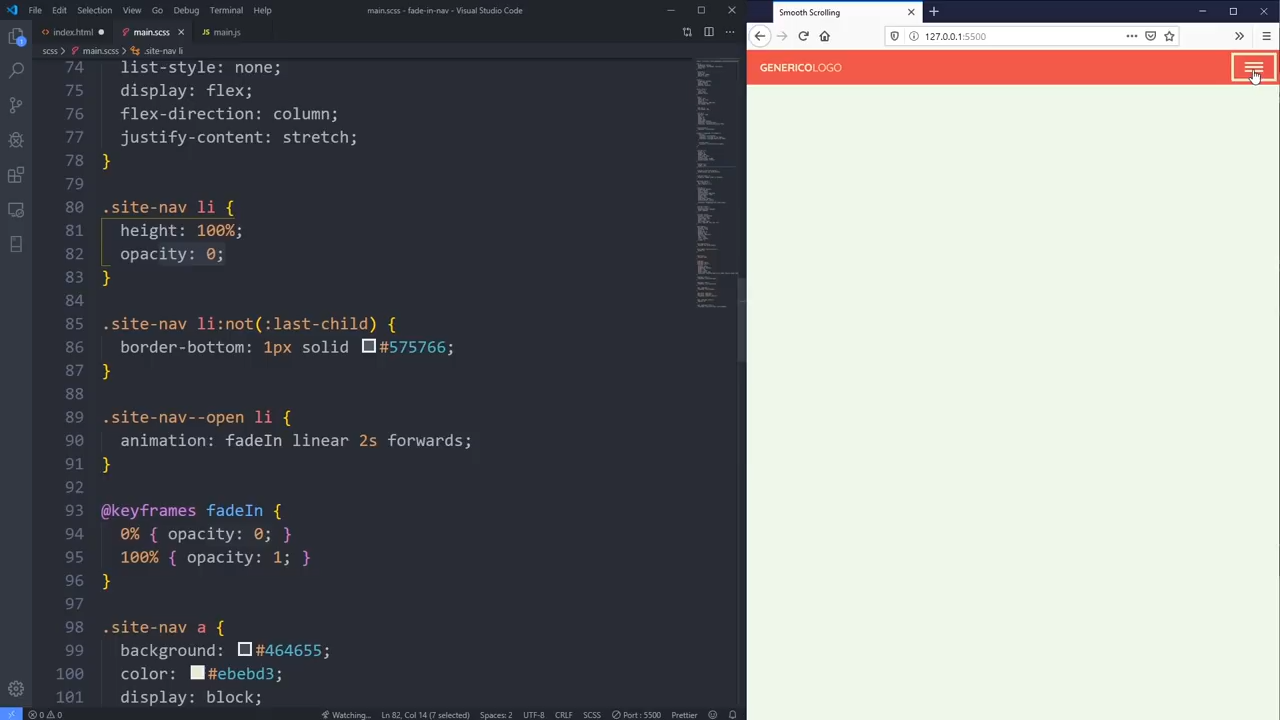 File Edit Selection View Go Debug Terminal Help
main.scss - fade-in-nav - Visual Studio Code
index.html
main.scss
main.js
scss > main.scss > .site-nav li
74 list-style: none;
75 display: flex;
76 flex-direction: column;
77 justify-content: stretch;
78 }
79
80 .site-nav li {
81 height: 100%;
82 opacity: 0;
83 }
84
85 .site-nav li:not(:last-child) {
86 border-bottom: 1px solid #575766;
87 }
88
89 .site-nav--open li {
90 animation: fadeIn linear 2s forwards;
91 }
92
93 @keyframes fadeIn {
94 0% { opacity: 0; }
95 100% { opacity: 1; }
96 }
97
98 .site-nav a {
99 background: #464655;
100 color: #ebebd3;
101 display: block;
0 0 Watching... Ln 82, Col 14 (7 selected) Spaces: 2 UTF-8 CRLF SCSS Port : 5500 Prettier
Smooth Scrolling
127.0.0.1:5500
GENERICOLOGO